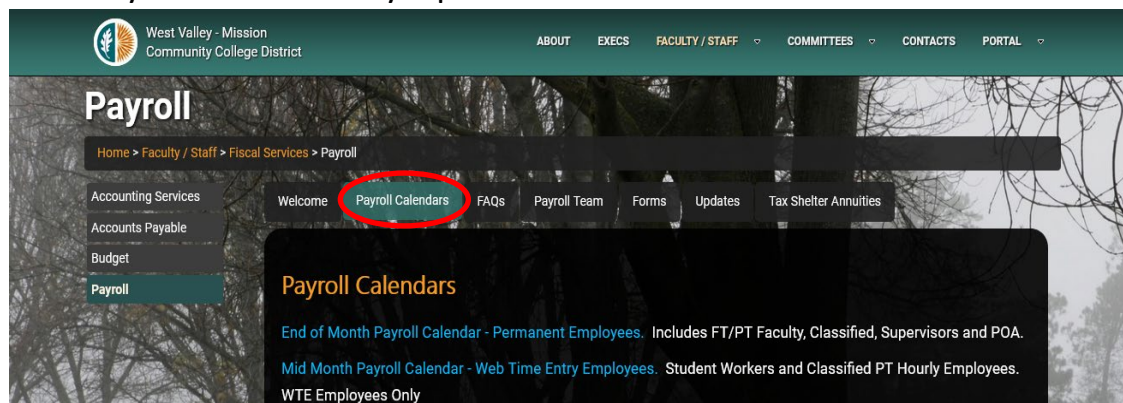 West Valley - Mission
Community College District
ABOUT EXECS FACULTY / STAFF COMMITTEES CONTACTS PORTAL
Payroll
Home > Faculty / Staff > Fiscal Services > Payroll
Accounting Services
Accounts Payable
Budget
Payroll
Welcome Payroll Calendars FAQs Payroll Team Forms Updates Tax Shelter Annuities
Payroll Calendars
End of Month Payroll Calendar - Permanent Employees. Includes FT/PT Faculty, Classified, Supervisors and POA.
Mid Month Payroll Calendar - Web Time Entry Employees. Student Workers and Classified PT Hourly Employees.
WTE Employees Only